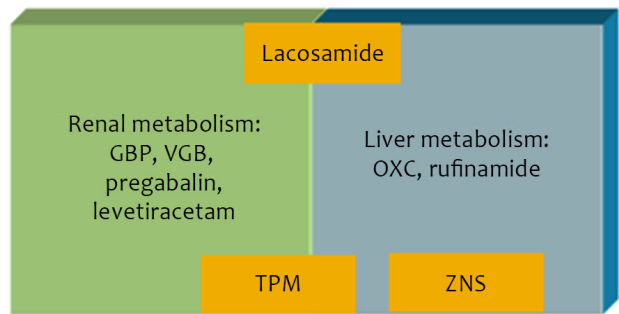 Lacosamide
Renal metabolism:
GBP, VGB,
pregabalin,
levetiracetam
Liver metabolism:
OXC, rufinamide
TPM
ZNS